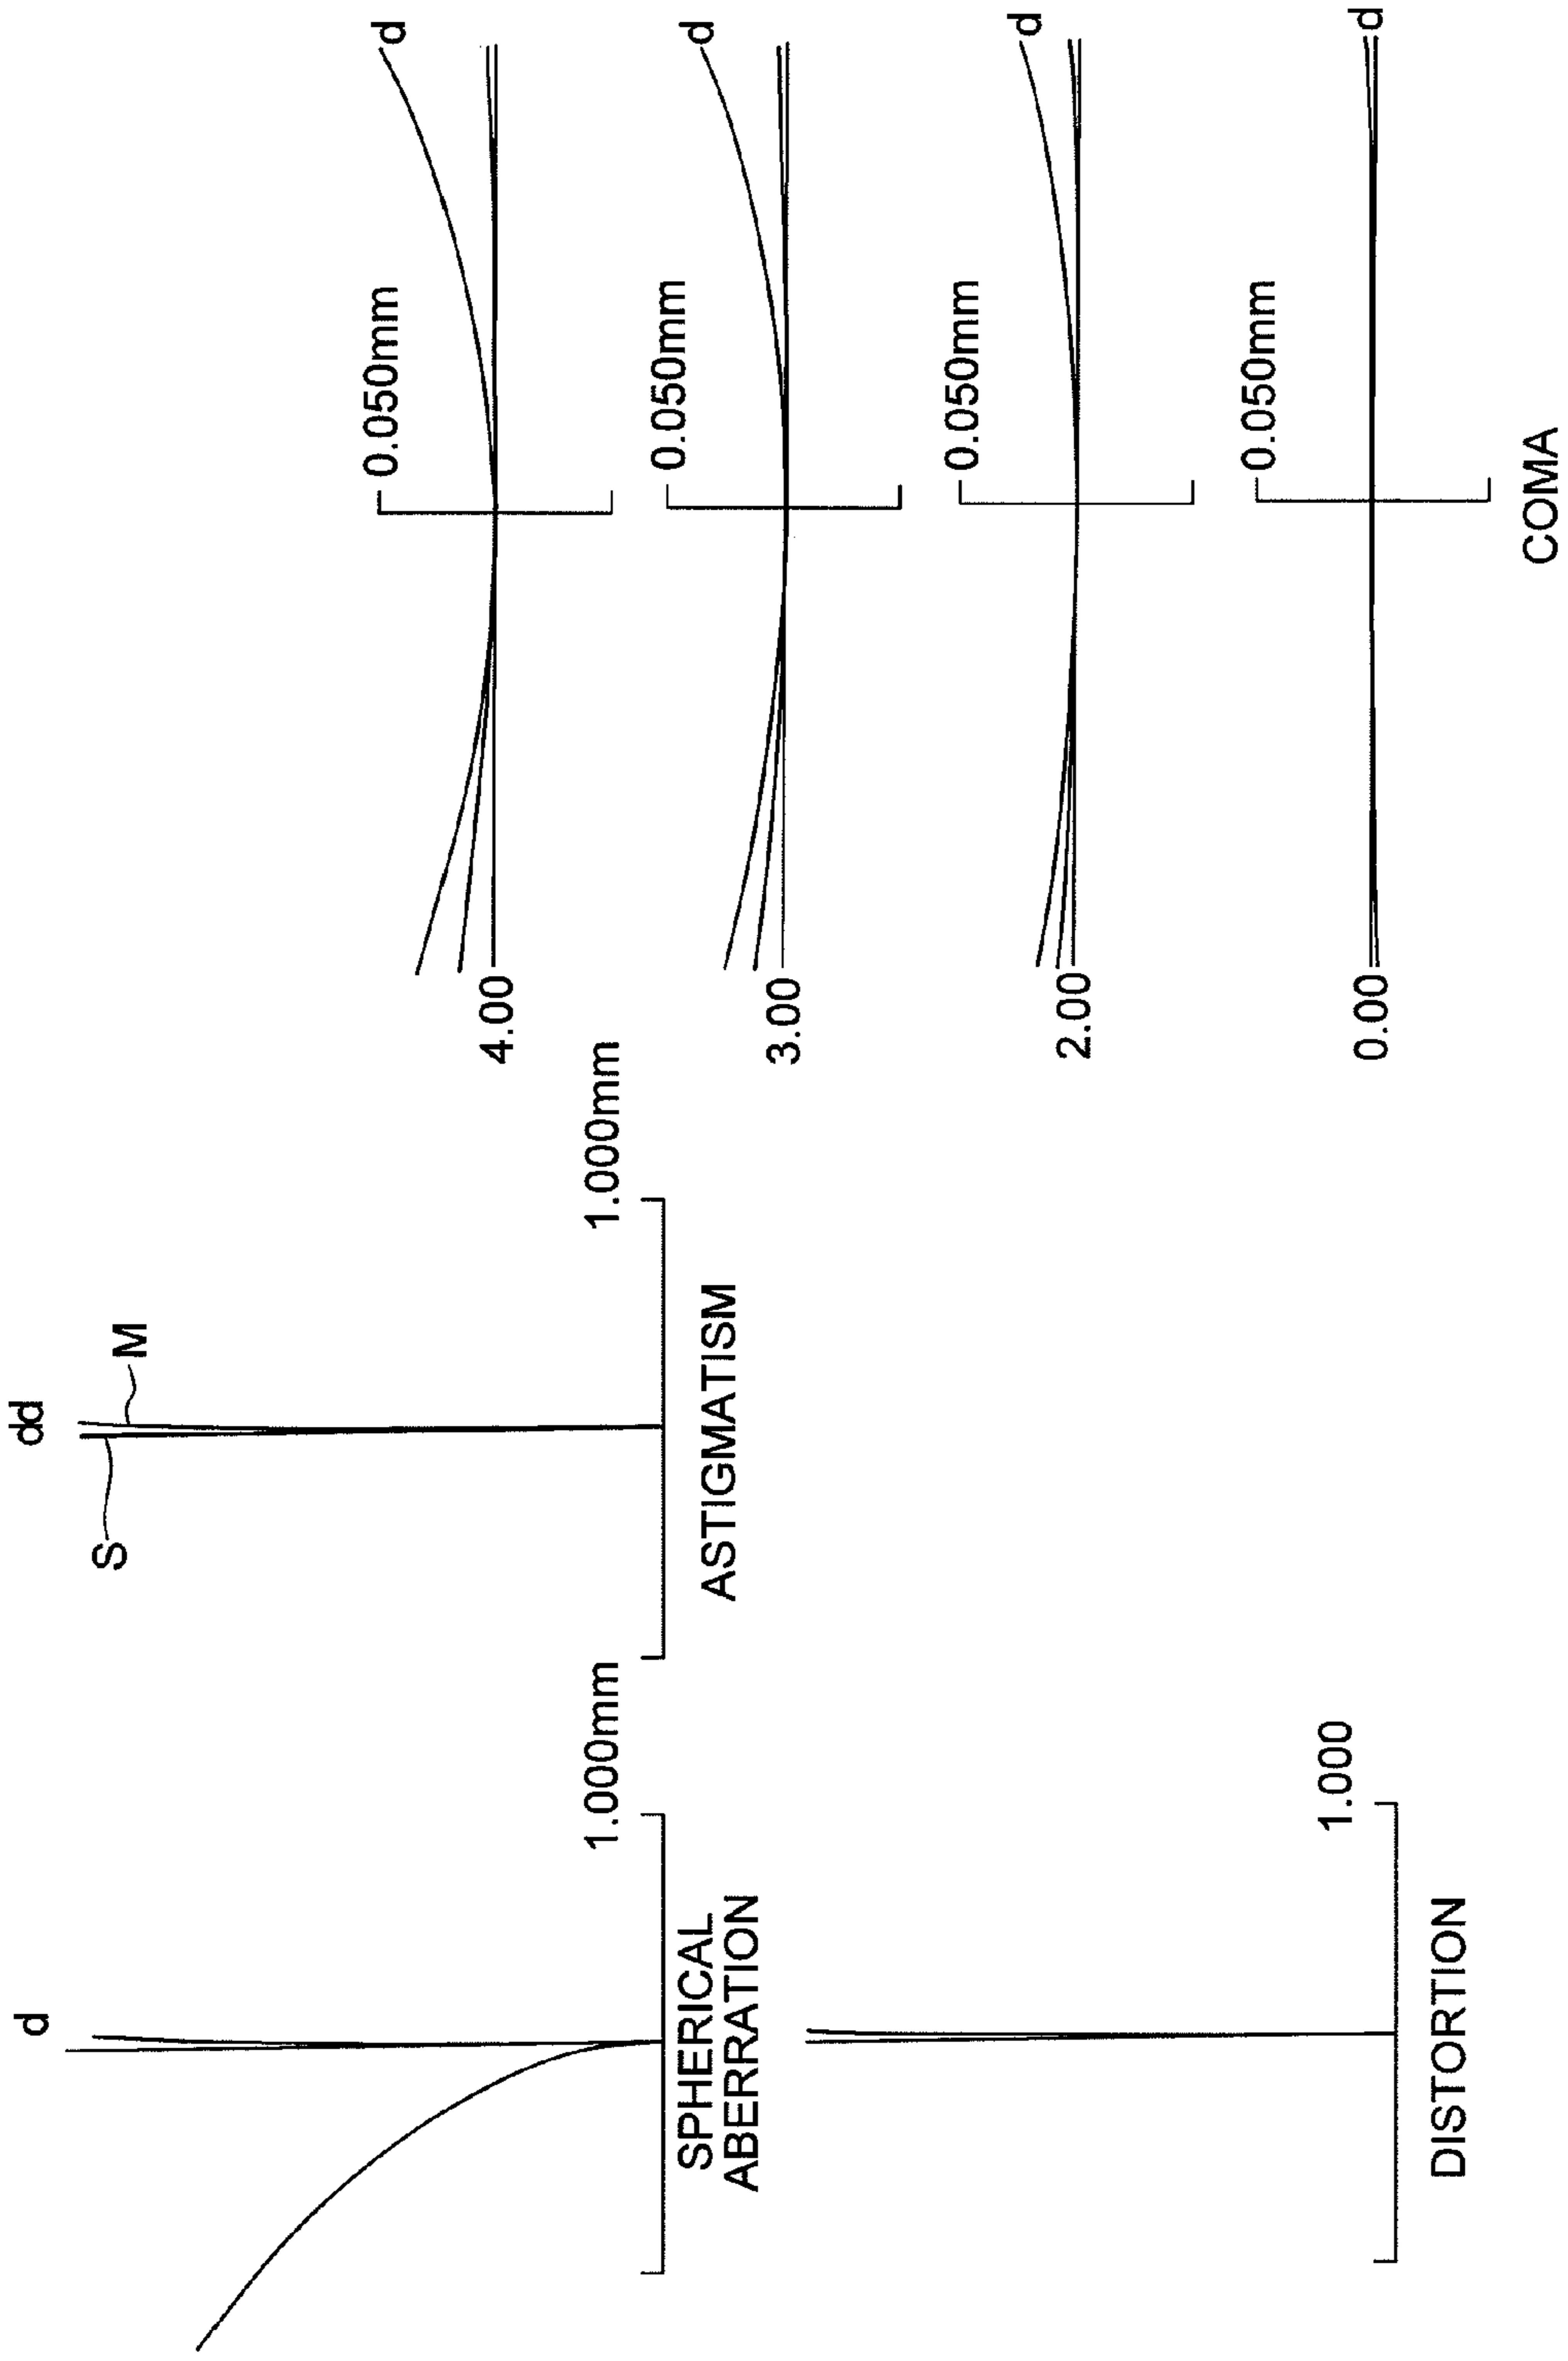 d
1.000mm
SPHERICAL
ABERRATION
dd
S
M
1.000mm
ASTIGMATISM
1.000
DISTORTION
d
0.050mm
4.00
d
0.050mm
3.00
d
0.050mm
2.00
d
0.050mm
0.00
COMA